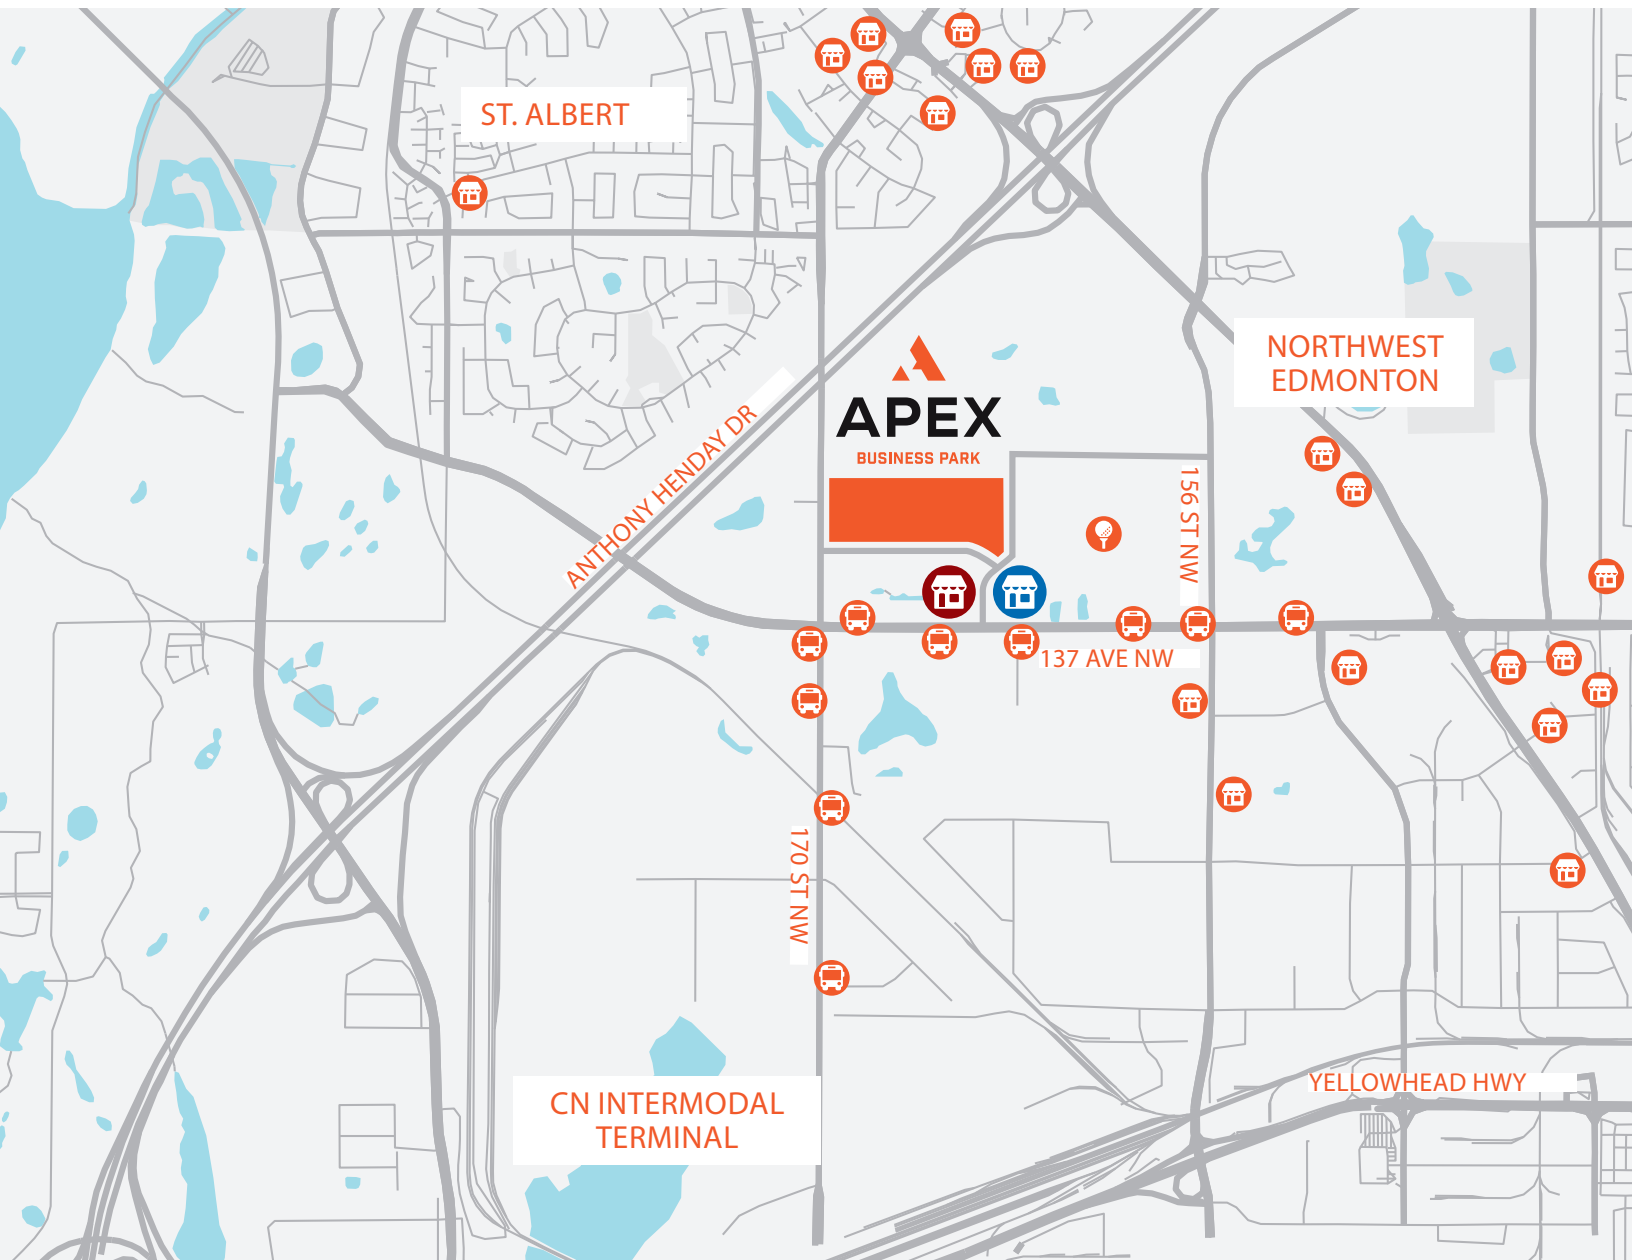 ST. ALBERT
NORTHWEST
EDMONTON
APEX
BUSINESS PARK
ANTHONY HENDAY DR
156 ST NW
137 AVE NW
170 ST NW
CN INTERMODAL
TERMINAL
YELLOWHEAD HWY